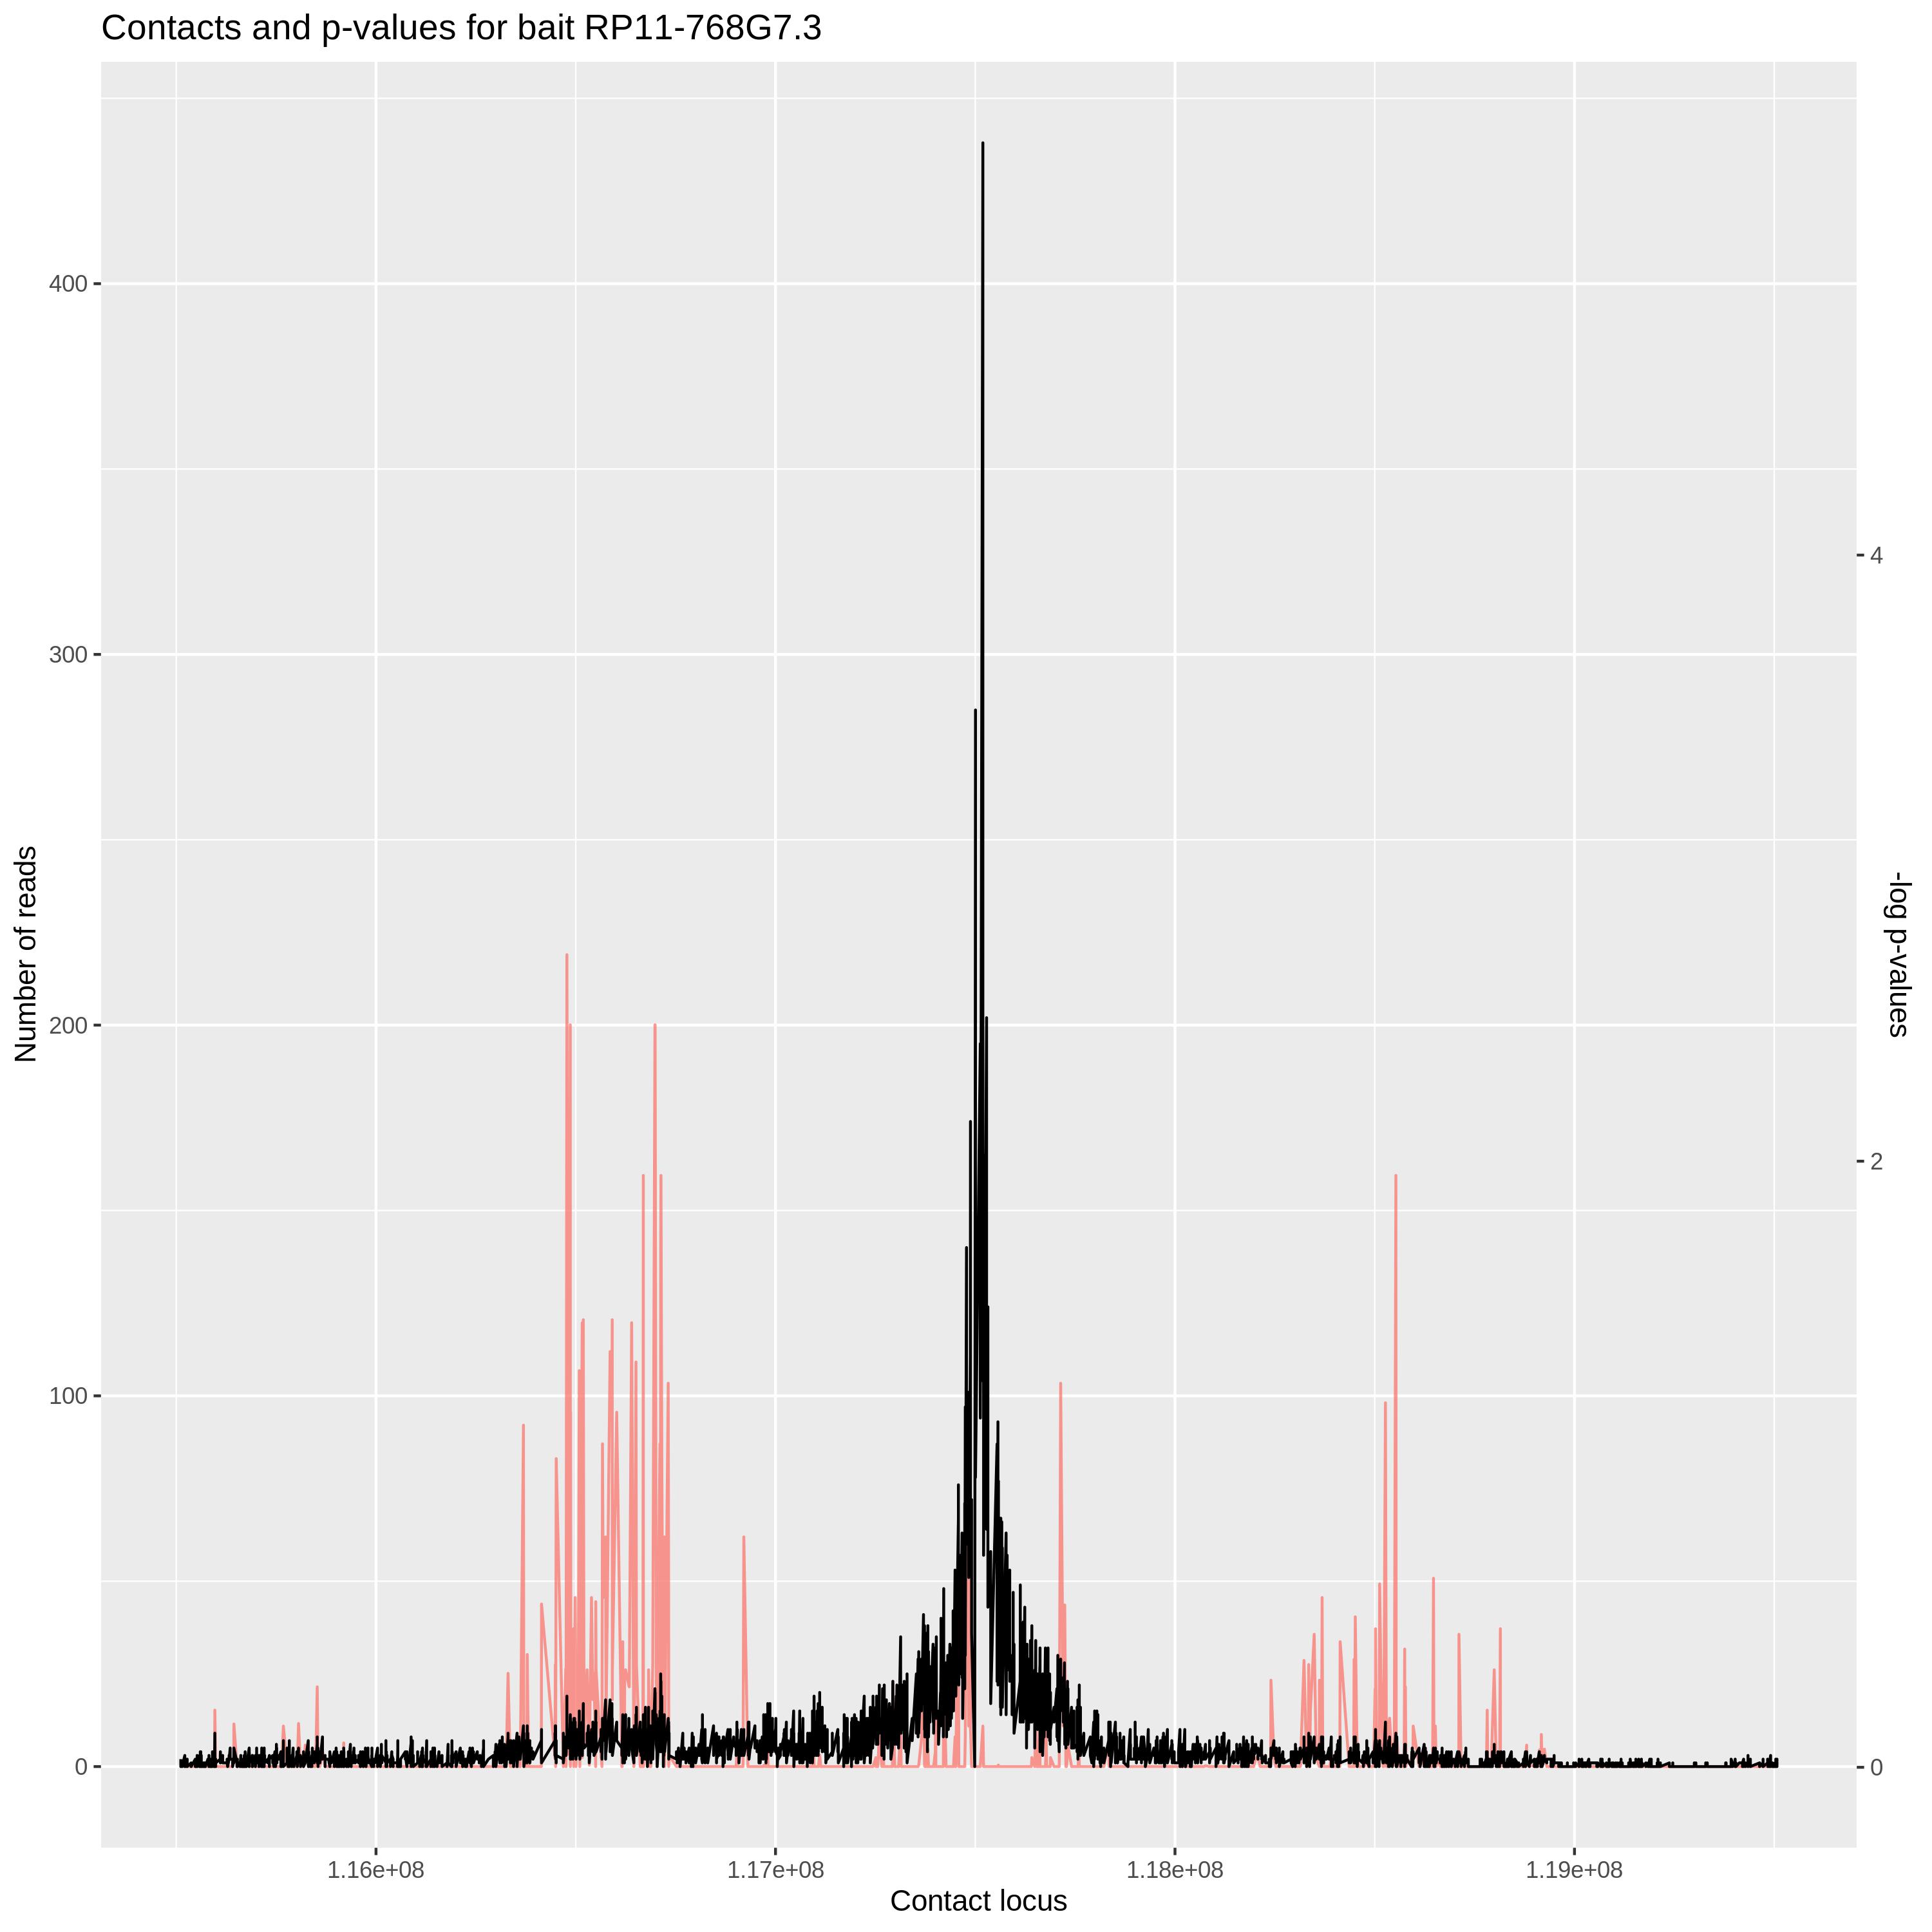 Contacts and p-values for bait RP11-768G7.3
400
300
200
100
0
Number of reads
4
2
0
-log p-values
1.16e+08
1.17e+08
1.18e+08
1.19e+08
Contact locus